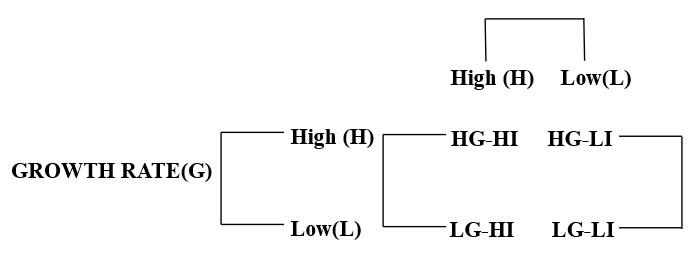 High (H) Low(L)
High (H) HG-HI HG-LI
GROWTH RATE(G)
Low(L) LG-HI LG-LI